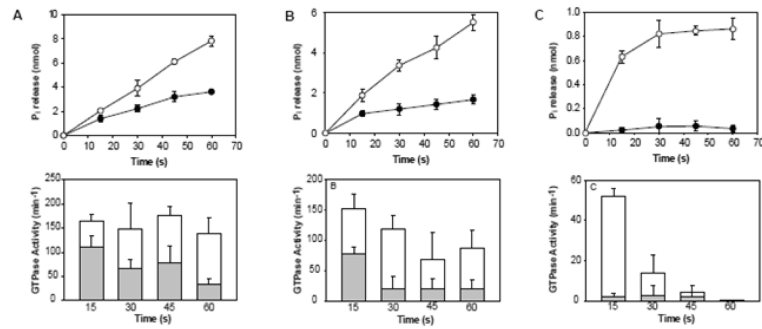 A
10
8
6
4
2
0
Pi release (nmol)
0 10 20 30 40 50 60 70
Time (s)
B
6
4
2
0
Pi release (nmol)
0 10 20 30 40 50 60 70
Time (s)
C
1.0
0.8
0.6
0.4
0.2
0.0
Pi release (nmol)
0 10 20 30 40 50 60 70
Time (s)
250
200
150
100
50
0
GTPase Activity (min-1)
15 30 45 60
Time (s)
B
200
150
100
50
0
GTPase Activity (min-1)
15 30 45 60
Time (s)
C
60
40
20
0
GTPase Activity (min-1)
15 30 45 60
Time (s)